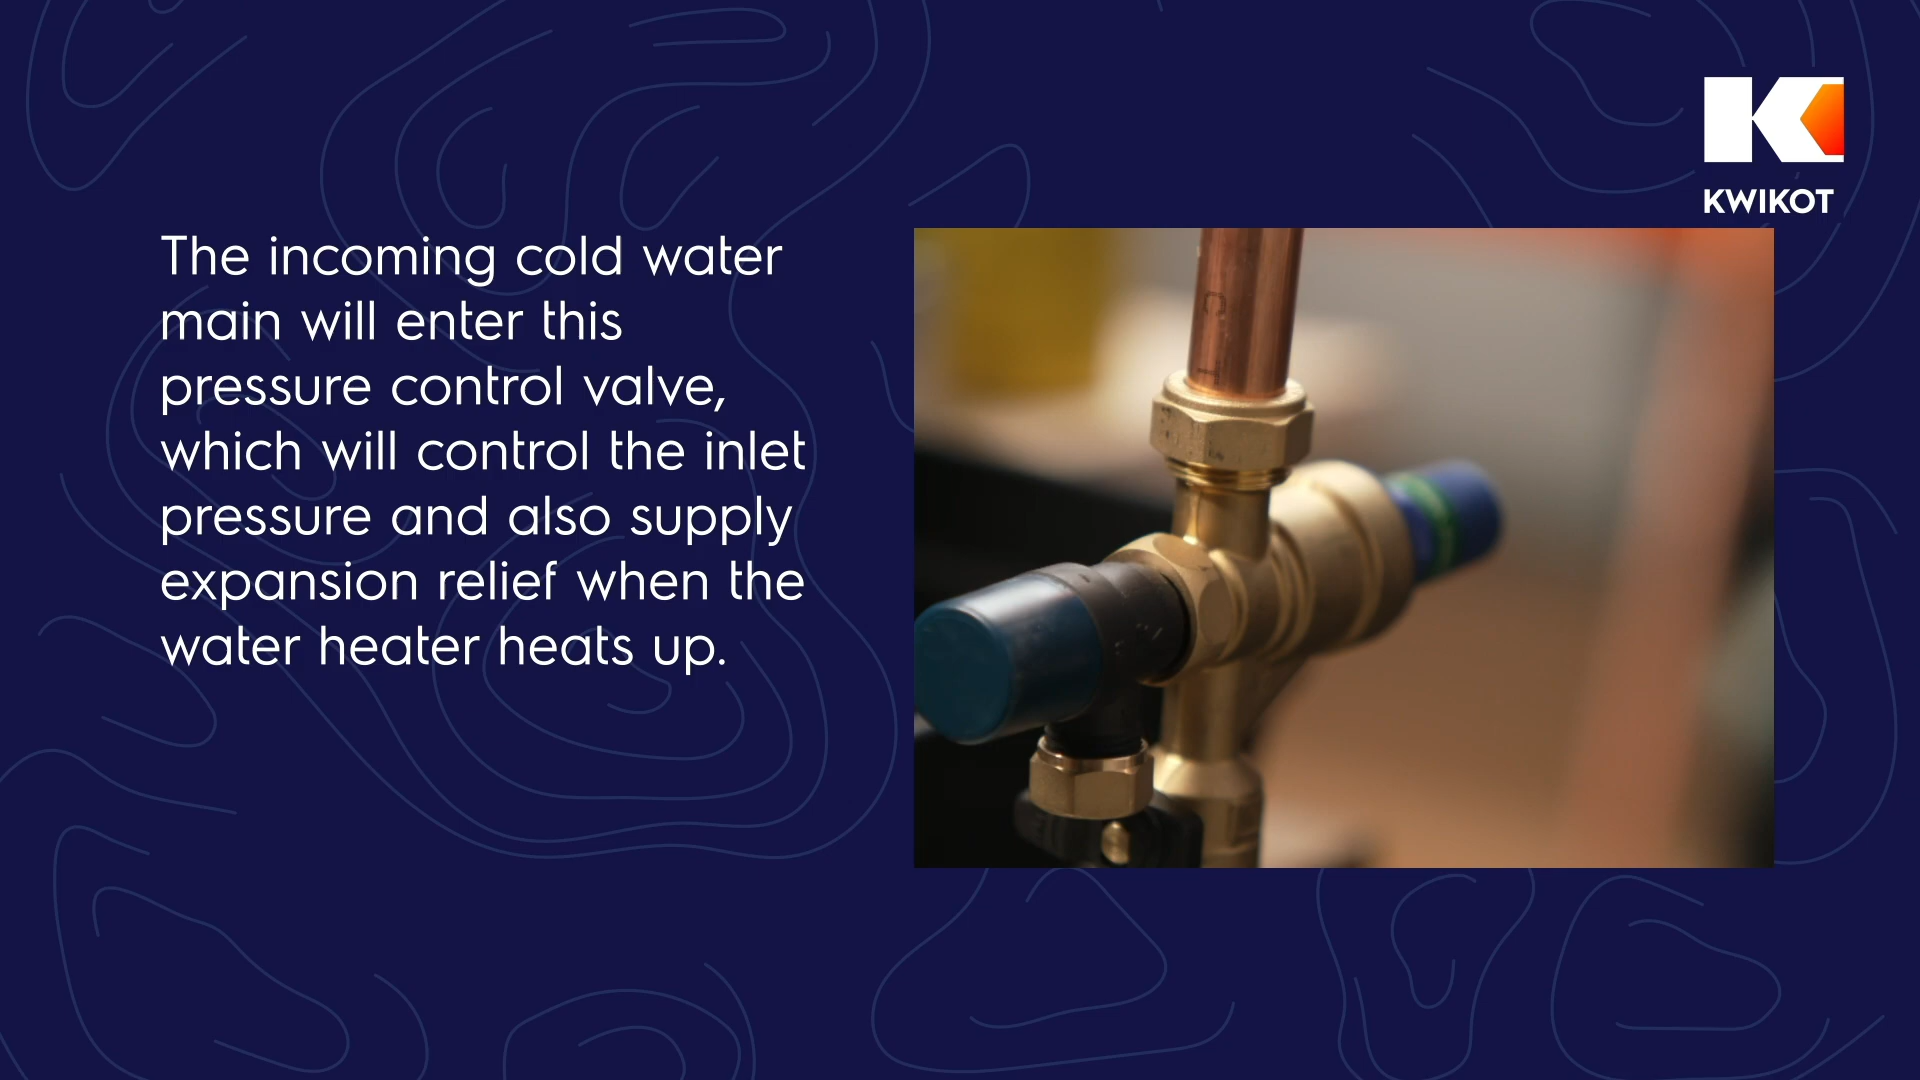 KWIKOT
The incoming cold water
main will enter this
pressure control valve,
which will control the inlet
pressure and also supply
expansion relief when the
water heater heats up.